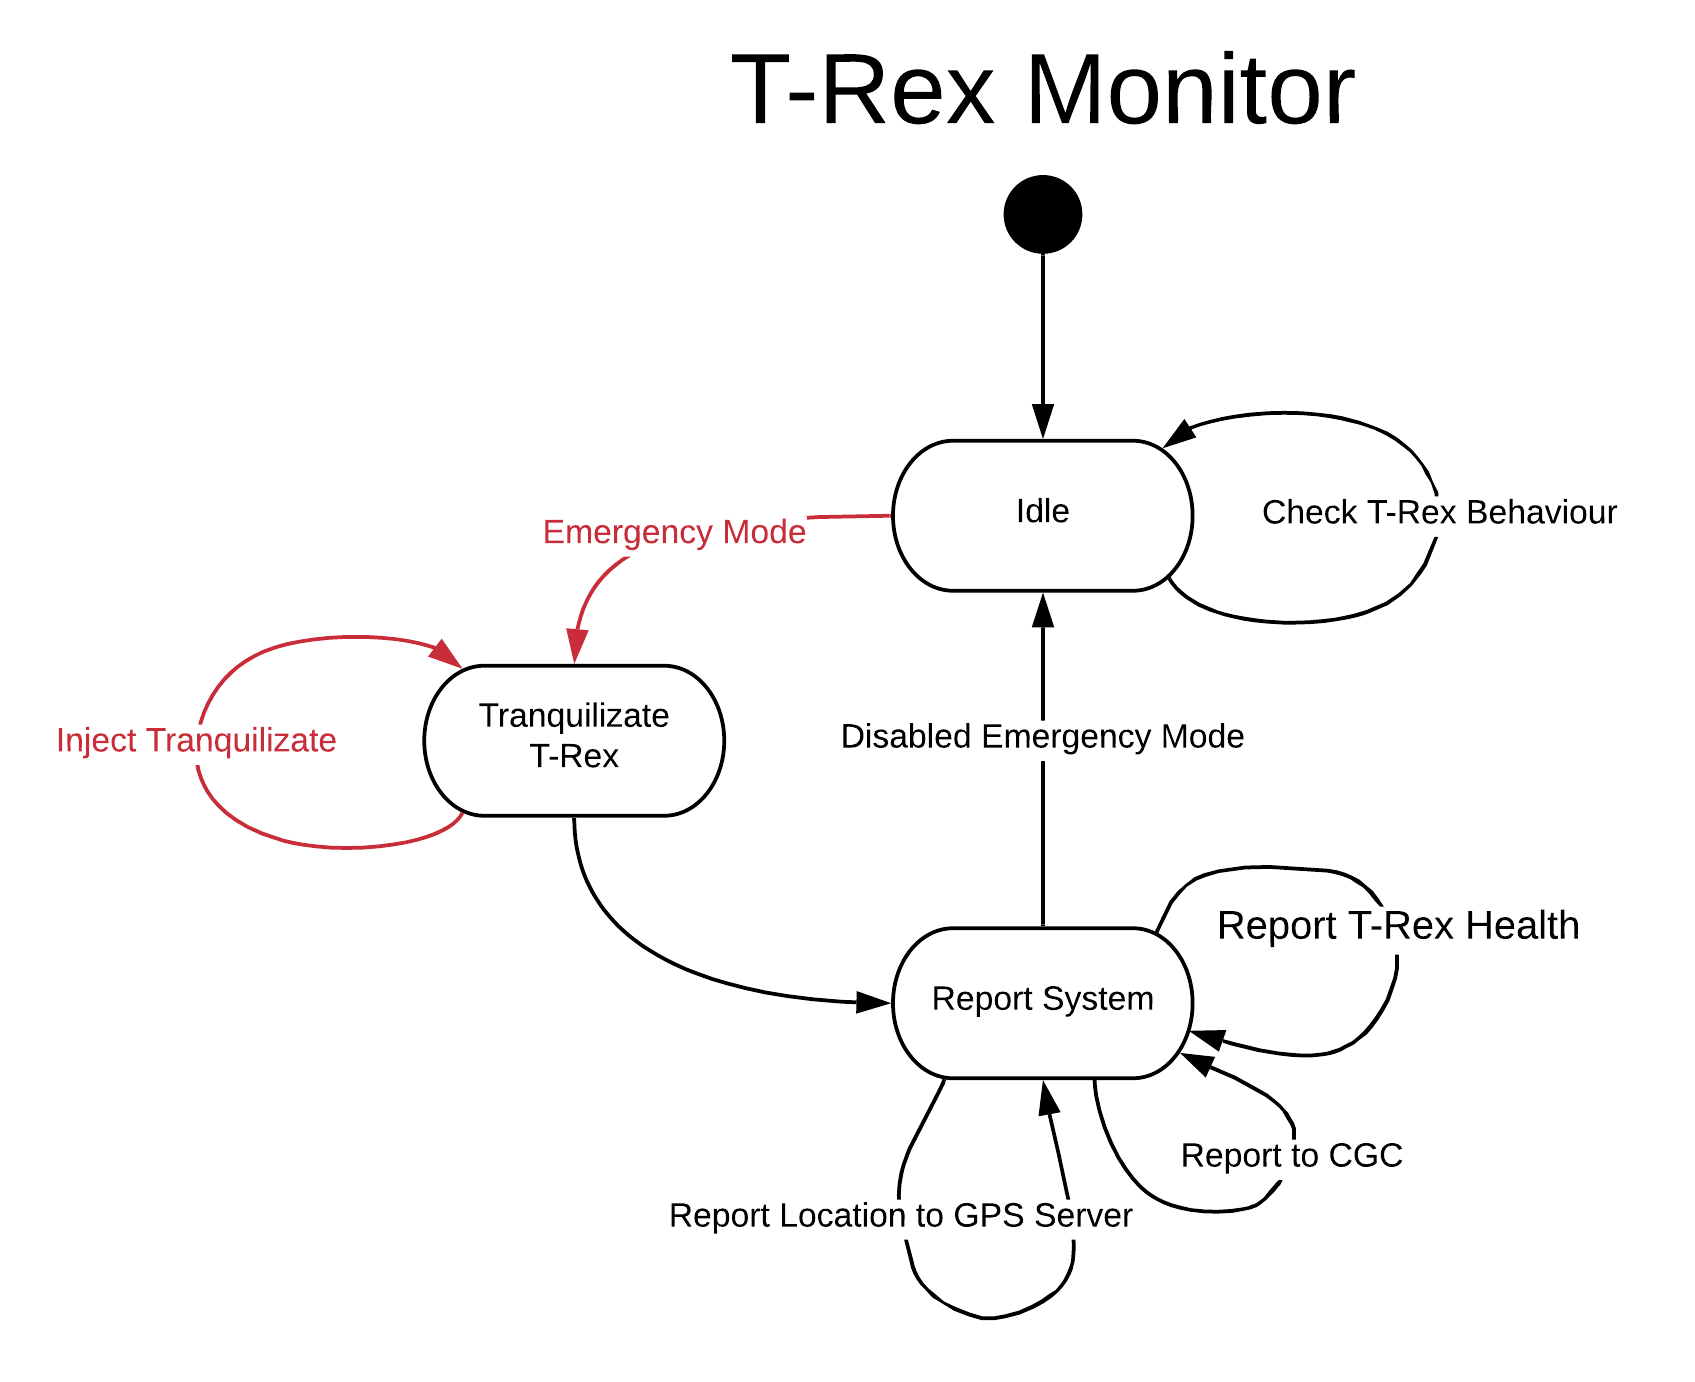 T-Rex Monitor
Idle
Check T-Rex Behaviour
Emergency Mode
Tranquilizate
T-Rex
Inject Tranquilizate
Disabled Emergency Mode
Report T-Rex Health
Report System
Report to CGC
Report Location to GPS Server